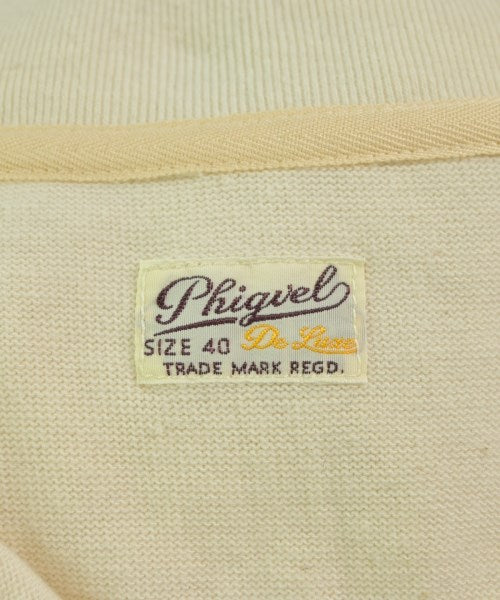 Phigvel
SIZE 40 De Luxe
TRADE MARK REGD.